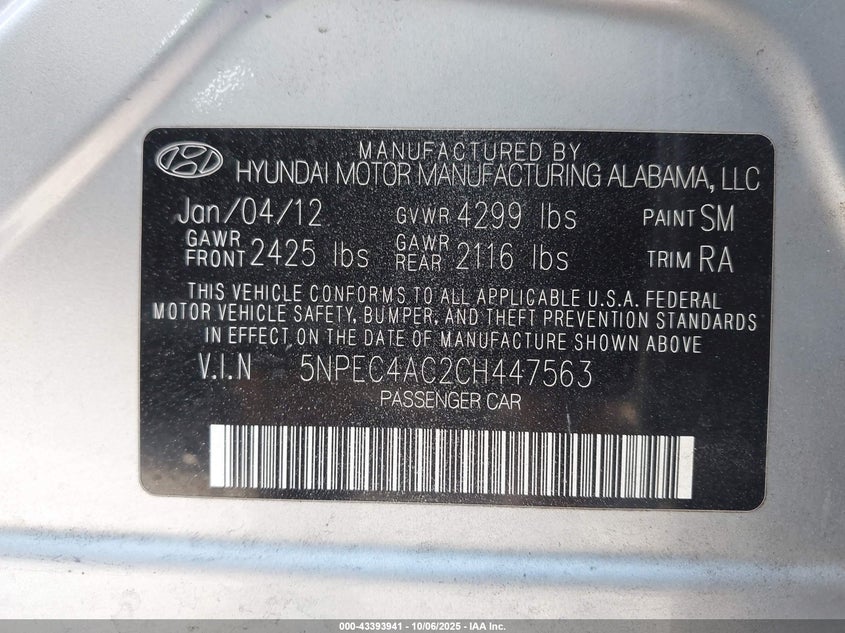 MANUFACTURED BY
HYUNDAI MOTOR MANUFACTURING ALABAMA, LLC
Jan/04/12 GVWR 4299 lbs PAINT SM
GAWR FRONT 2425 lbs GAWR REAR 2116 lbs TRIM RA
THIS VEHICLE CONFORMS TO ALL APPLICABLE U.S.A. FEDERAL
MOTOR VEHICLE SAFETY, BUMPER, AND THEFT PREVENTION STANDARDS
IN EFFECT ON THE DATE OF MANUFACTURE SHOWN ABOVE.
V.I.N 5NPEC4AC2CH447563
PASSENGER CAR
000-43393941 - 10/06/2025 - IAA Inc.